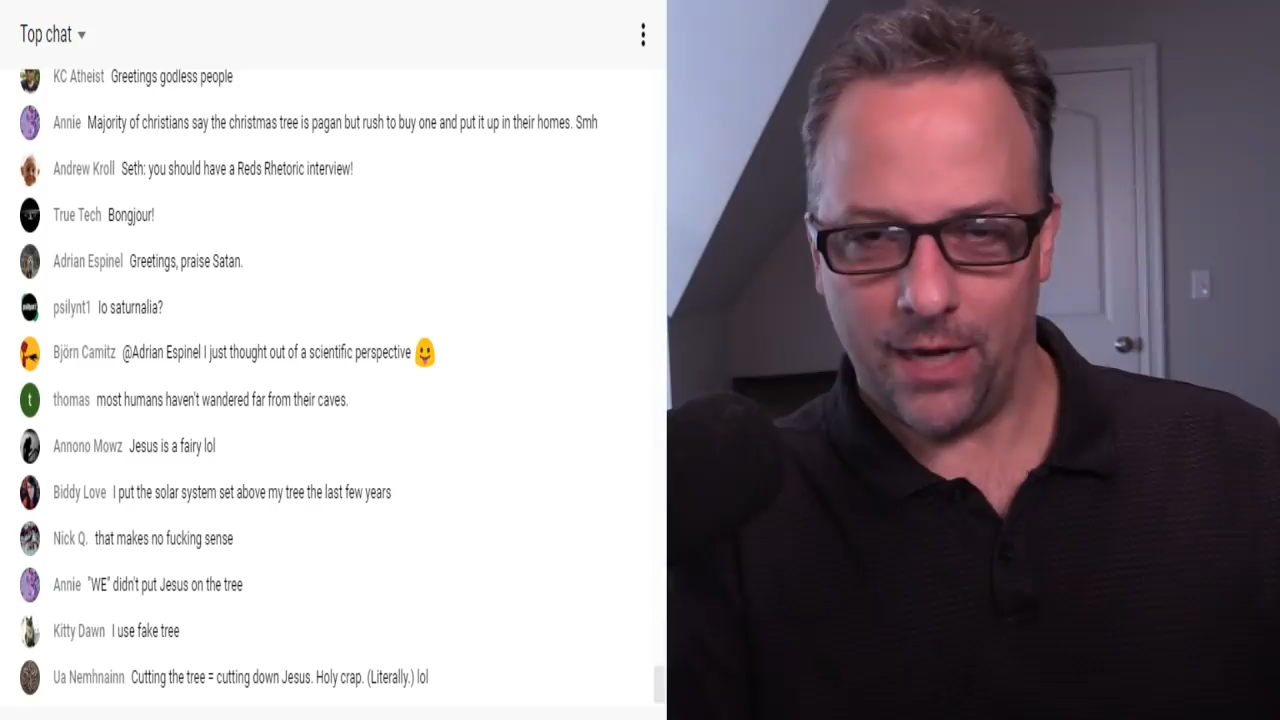 Top chat
KC Atheist Greetings godless people
Annie Majority of christians say the christmas tree is pagan but rush to buy one and put it up in their homes. Smh
Andrew Kroll Seth: you should have a Reds Rhetoric interview!
True Tech Bongjour!
Adrian Espinel Greetings, praise Satan.
psilynt1 Io saturnalia?
Björn Camitz @Adrian Espinel I just thought out of a scientific perspective
t thomas most humans haven't wandered far from their caves.
Annono Mowz Jesus is a fairy lol
Biddy Love I put the solar system set above my tree the last few years
Nick Q. that makes no fucking sense
Annie "WE" didn't put Jesus on the tree
Kitty Dawn I use fake tree
Ua Nemhnainn Cutting the tree = cutting down Jesus. Holy crap. (Literally.) lol